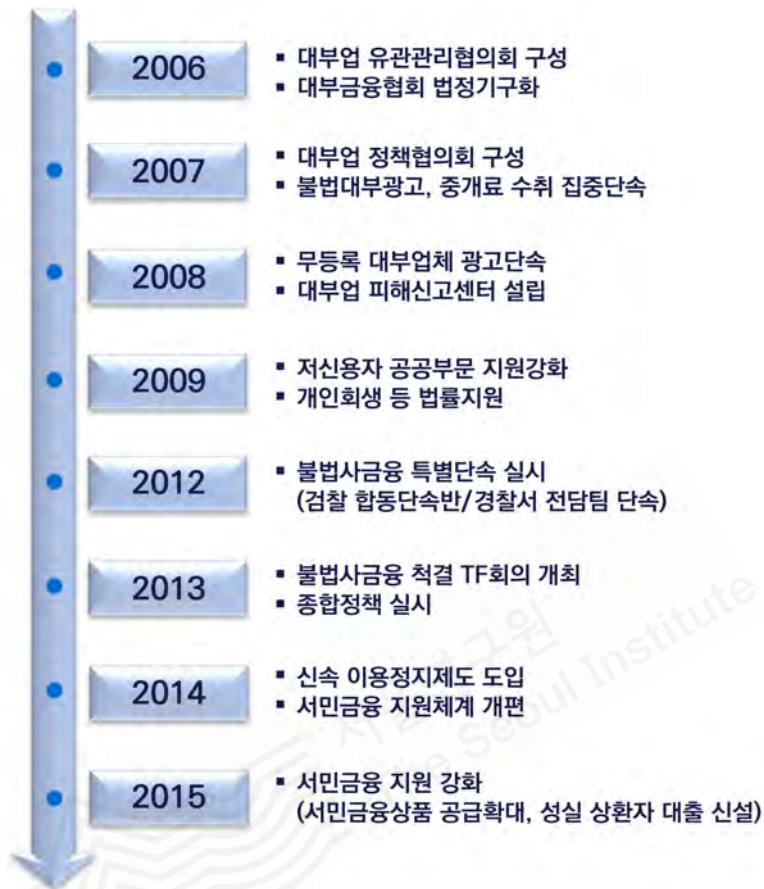 2006
▪ 대부업 유관관리협의회 구성
▪ 대부금융협회 법정기구화
2007
▪ 대부업 정책협의회 구성
▪ 불법대부광고, 중개료 수취 집중단속
2008
▪ 무등록 대부업체 광고단속
▪ 대부업 피해신고센터 설립
2009
▪ 저신용자 공공부문 지원강화
▪ 개인회생 등 법률지원
2012
▪ 불법사금융 특별단속 실시
(검찰 합동단속반/경찰서 전담팀 단속)
2013
▪ 불법사금융 척결 TF회의 개최
▪ 종합정책 실시
2014
▪ 신속 이용정지제도 도입
▪ 서민금융 지원체계 개편
2015
▪ 서민금융 지원 강화
(서민금융상품 공급확대, 성실 상환자 대출 신설)
서울연구원
The Seoul Institute